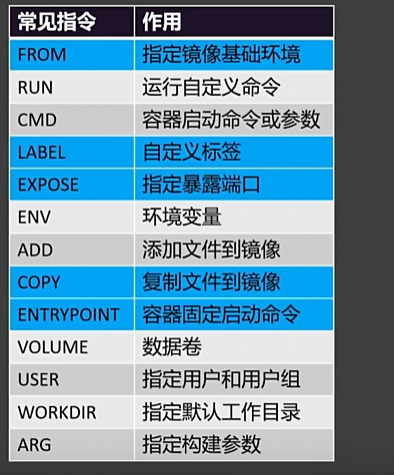 常见指令 作用
FROM 指定镜像基础环境
RUN 运行自定义命令
CMD 容器启动命令或参数
LABEL 自定义标签
EXPOSE 指定暴露端口
ENV 环境变量
ADD 添加文件到镜像
COPY 复制文件到镜像
ENTRYPOINT 容器固定启动命令
VOLUME 数据卷
USER 指定用户和用户组
WORKDIR 指定默认工作目录
ARG 指定构建参数